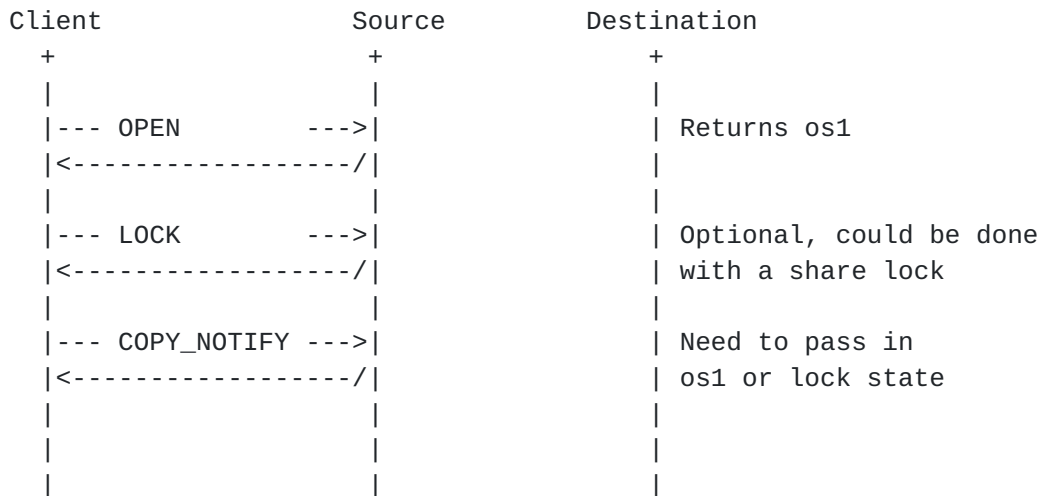 Client                Source         Destination
  +                     +                  +
  |                     |                  |
  |--- OPEN        --->|                  | Returns os1
  |<------------------/|                  |
  |                     |                  |
  |--- LOCK        --->|                  | Optional, could be done
  |<------------------/|                  | with a share lock
  |                     |                  |
  |--- COPY_NOTIFY --->|                  | Need to pass in
  |<------------------/|                  | os1 or lock state
  |                     |                  |
  |                     |                  |
  |                     |                  |